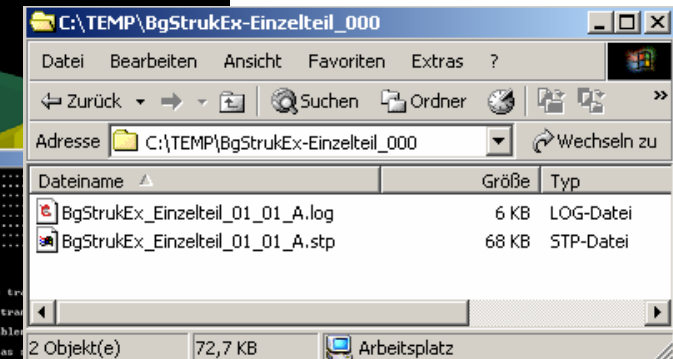 C:\TEMP\BgStrukEx-Einzelteil_000
Datei Bearbeiten Ansicht Favoriten Extras ?
Zurück Suchen Ordner »
Adresse C:\TEMP\BgStrukEx-Einzelteil_000 Wechseln zu
Dateiname Größe Typ
BgStrukEx_Einzelteil_01_01_A.log 6 KB LOG-Datei
BgStrukEx_Einzelteil_01_01_A.stp 68 KB STP-Datei
2 Objekt(e) 72,7 KB Arbeitsplatz